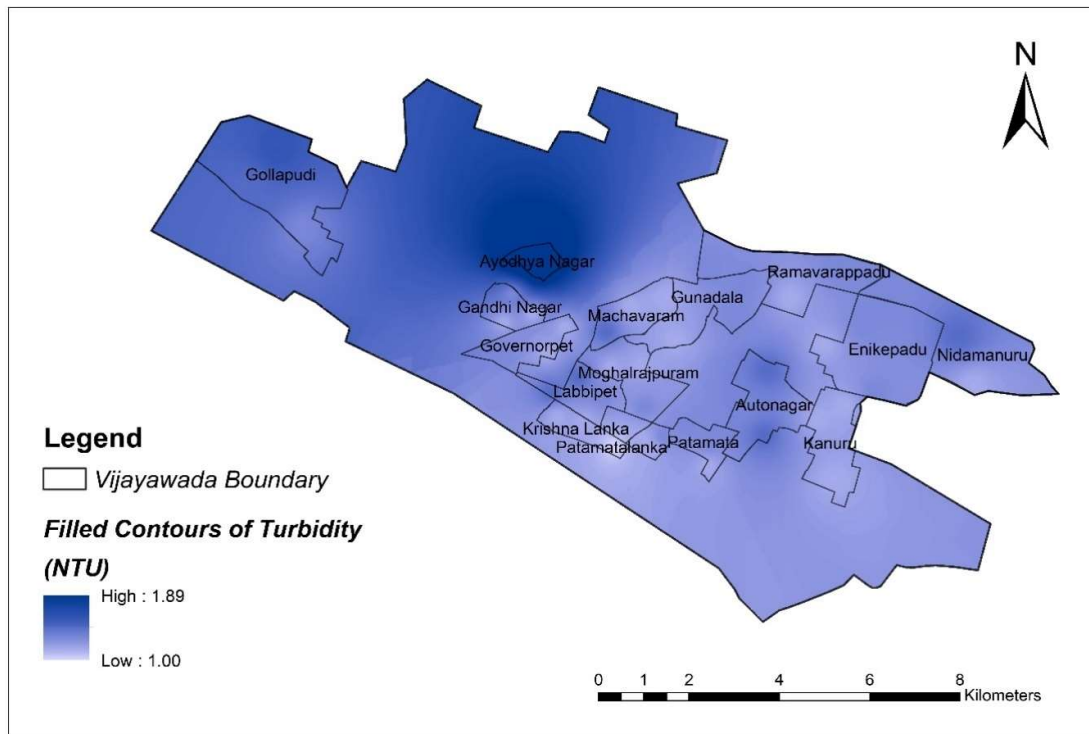 N
Gollapudi
Ayodhya Nagar
Ramavarappadu
Gandhi Nagar
Gunadala
Machavaram
Governorpet
Enikepadu
Nidamanuru
Moghalrajpuram
Labbipet
Autonagar
Krishna Lanka
Patamata
Kanuru
Patamatalanka
Legend
Vijayawada Boundary
Filled Contours of Turbidity
(NTU)
High : 1.89
Low : 1.00
0 1 2 4 6 8
Kilometers